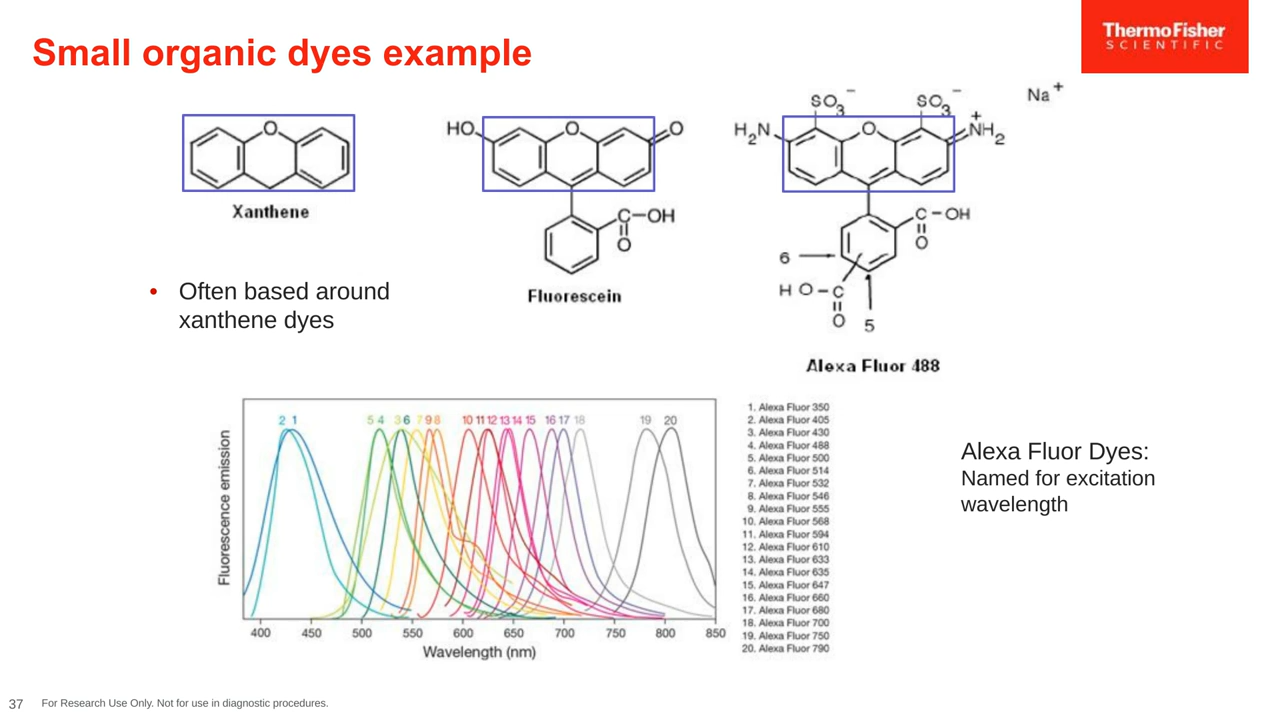 Small organic dyes example
ThermoFisher
SCIENTIFIC
O
Xanthene
HO
O
O
C-OH
O
Fluorescein
SO3 −
SO3 −
Na+
H2N
O
+
NH2
C-OH
O
6
HO-C
O
5
Alexa Fluor 488
• Often based around
xanthene dyes
Fluorescence emission
2 1 5 4 3 6 7 9 8 10 11 12 13 14 15 16 17 18 19 20
400 450 500 550 600 650 700 750 800 850
Wavelength (nm)
1. Alexa Fluor 350
2. Alexa Fluor 405
3. Alexa Fluor 430
4. Alexa Fluor 488
5. Alexa Fluor 500
6. Alexa Fluor 514
7. Alexa Fluor 532
8. Alexa Fluor 546
9. Alexa Fluor 555
10. Alexa Fluor 568
11. Alexa Fluor 594
12. Alexa Fluor 610
13. Alexa Fluor 633
14. Alexa Fluor 635
15. Alexa Fluor 647
16. Alexa Fluor 660
17. Alexa Fluor 680
18. Alexa Fluor 700
19. Alexa Fluor 750
20. Alexa Fluor 790
Alexa Fluor Dyes:
Named for excitation
wavelength
37 For Research Use Only. Not for use in diagnostic procedures.